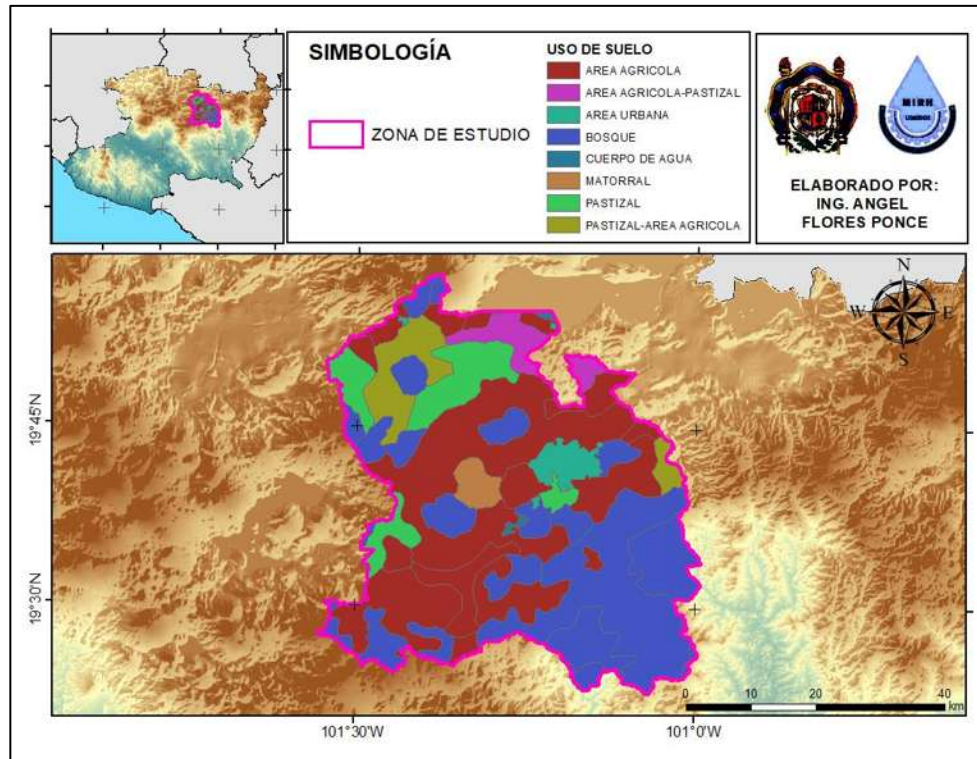 SIMBOLOGÍA
ZONA DE ESTUDIO
USO DE SUELO
AREA AGRICOLA
AREA AGRICOLA-PASTIZAL
AREA URBANA
BOSQUE
CUERPO DE AGUA
MATORRAL
PASTIZAL
PASTIZAL-AREA AGRICOLA
MIRH
ELABORADO POR:
ING. ANGEL
FLORES PONCE
N
W
E
S
19°45'N
19°30'N
0
10
20
40
km
101°30'W
101°0'W